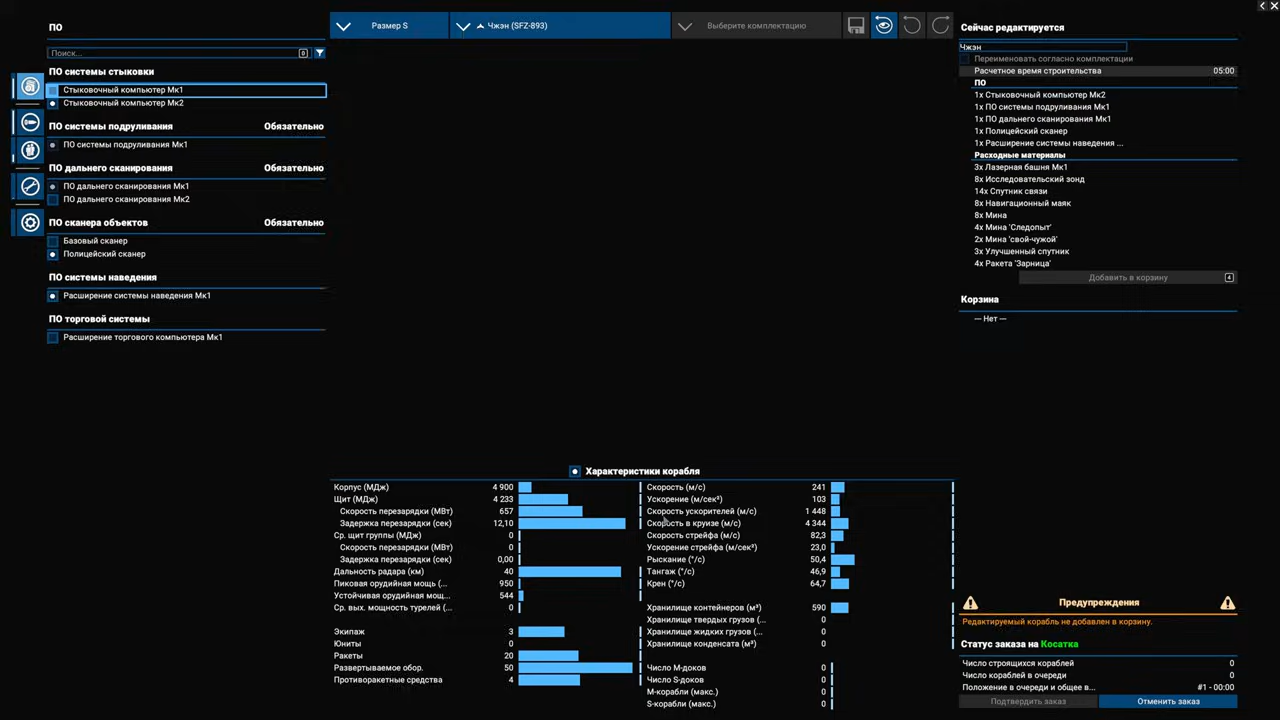 ПО
Поиск...
ПО системы стыковки
Стыковочный компьютер Мк1
Стыковочный компьютер Мк2
ПО системы подруливания Обязательно
ПО системы подруливания Мк1
ПО дальнего сканирования Обязательно
ПО дальнего сканирования Мк1
ПО дальнего сканирования Мк2
ПО сканера объектов Обязательно
Базовый сканер
Полицейский сканер
ПО системы наведения
Расширение системы наведения Мк1
ПО торговой системы
Расширение торгового компьютера Мк1
Размер S
Чжэн (SFZ-893)
Выберите комплектацию
Характеристики корабля
Корпус (МДж) 4 900
Щит (МДж) 4 233
Скорость перезарядки (МВт) 657
Задержка перезарядки (сек) 12,10
Ср. щит группы (МДж) 0
Скорость перезарядки (МВт) 0
Задержка перезарядки (сек) 0,00
Дальность радара (км) 40
Пиковая орудийная мощь (... 950
Устойчивая орудийная мощ... 544
Ср. вых. мощность турелей (... 0
Экипаж 3
Юниты 0
Ракеты 20
Развертываемое обор. 50
Противоракетные средства 4
Скорость (м/с) 241
Ускорение (м/сек²) 103
Скорость ускорителей (м/с) 1 448
Скорость в круизе (м/с) 4 344
Скорость стрейфа (м/с) 82,3
Ускорение стрейфа (м/сек²) 23,0
Рыскание (°/с) 50,4
Тангаж (°/с) 46,9
Крен (°/с) 64,7
Хранилище контейнеров (м³) 590
Хранилище твердых грузов (... 0
Хранилище жидких грузов (... 0
Хранилище конденсата (м³) 0
Число M-доков 0
Число S-доков 0
M-корабли (макс.) 0
S-корабли (макс.) 0
Сейчас редактируется
Чжэн
Переименовать согласно комплектации
Расчетное время строительства 05:00
ПО
1x Стыковочный компьютер Мк2
1x ПО системы подруливания Мк1
1x ПО дальнего сканирования Мк1
1x Полицейский сканер
1x Расширение системы наведения ...
Расходные материалы
3x Лазерная башня Мк1
8x Исследовательский зонд
14x Спутник связи
8x Навигационный маяк
8x Мина
4x Мина 'Следопыт'
2x Мина 'свой-чужой'
3x Улучшенный спутник
4x Ракета 'Зарница'
Добавить в корзину 4
Корзина
— Нет —
Предупреждения
Редактируемый корабль не добавлен в корзину.
Статус заказа на Косатка
Число строящихся кораблей 0
Число кораблей в очереди 0
Положение в очереди и общее в... #1 - 00:00
Подтвердить заказ
Отменить заказ